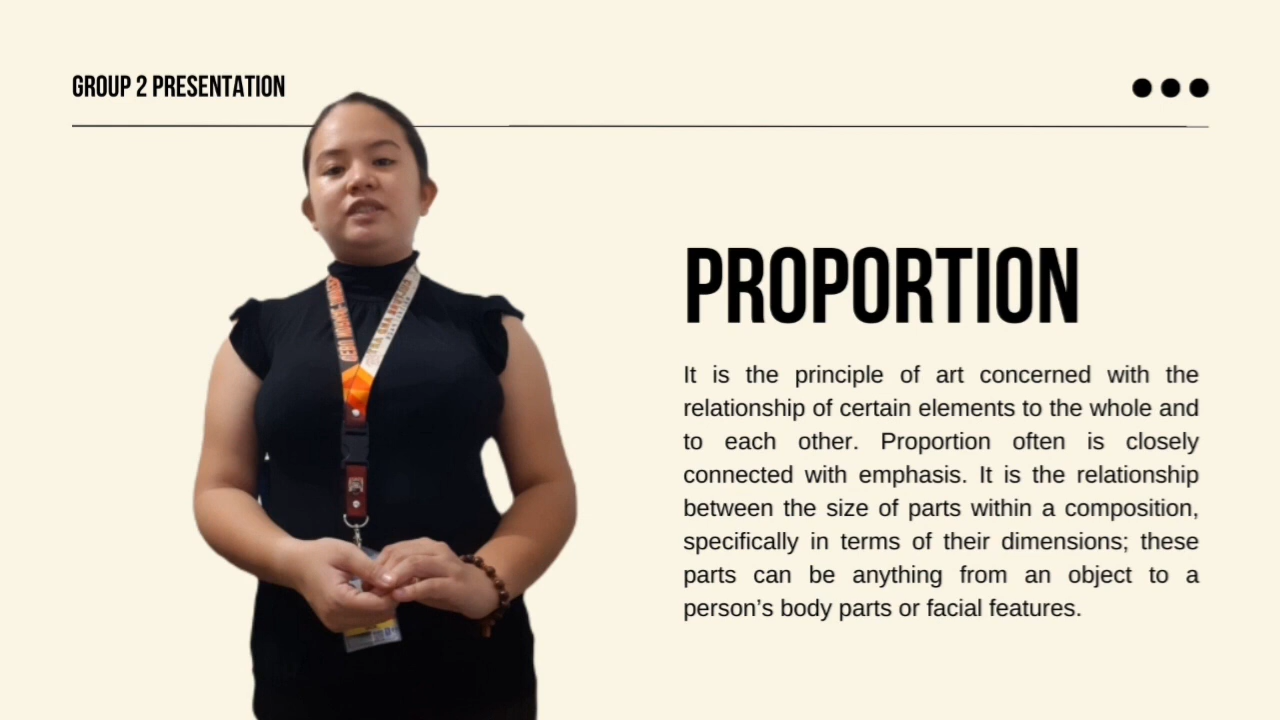 GROUP 2 PRESENTATION
PROPORTION
It is the principle of art concerned with the
relationship of certain elements to the whole and
to each other. Proportion often is closely
connected with emphasis. It is the relationship
between the size of parts within a composition,
specifically in terms of their dimensions; these
parts can be anything from an object to a
person’s body parts or facial features.